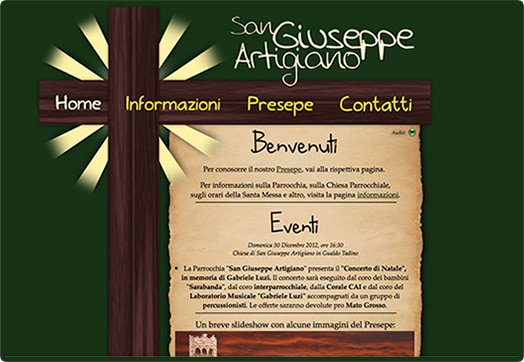 San
Giuseppe
Artigiano
Home Informazioni Presepe Contatti
Audio:
Benvenuti
Per conoscere il nostro Presepe, vai alla rispettiva pagina.
Per informazioni sulla Parrocchia, sulla Chiesa Parrocchiale,
sugli orari della Santa Messa e altro, visita la pagina informazioni.
Eventi
Domenica 30 Dicembre 2012, ore 16:30
Chiesa di San Giuseppe Artigiano in Gualdo Tadino
• La Parrocchia "San Giuseppe Artigiano" presenta il "Concerto di Natale",
in memoria di Gabriele Luzi. Il concerto sarà eseguito dal coro dei bambini
"Sarabanda", dal coro interparrocchiale, dalla Corale CAI e dal coro del
Laboratorio Musicale "Gabriele Luzi" accompagnati da un gruppo di
percussionisti. Le offerte saranno devolute pro Mato Grosso.
Un breve slideshow con alcune immagini del Presepe: